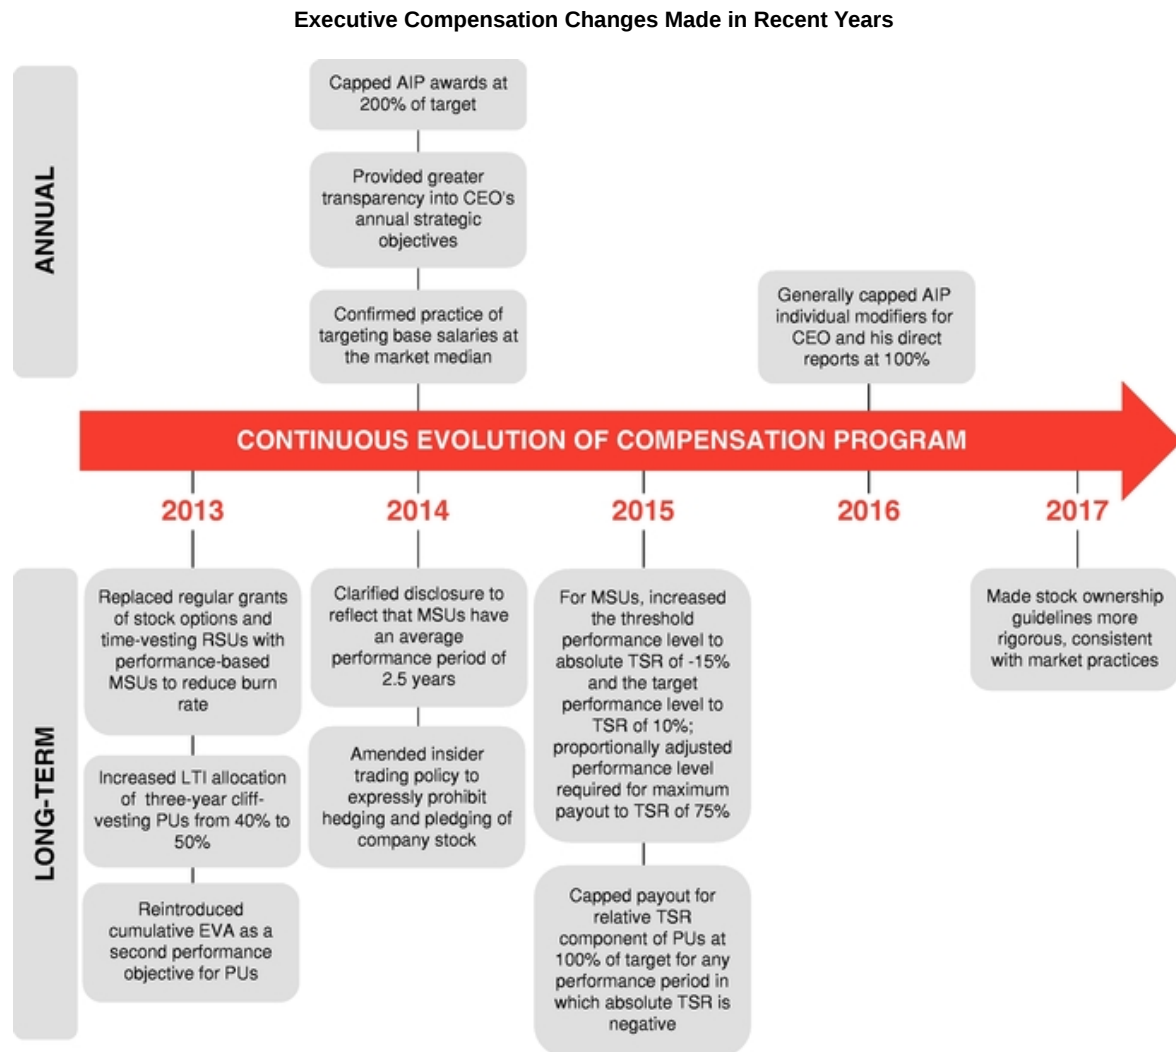 Executive Compensation Changes Made in Recent Years
ANNUAL
Capped AIP awards at
200% of target
Provided greater
transparency into CEO's
annual strategic
objectives
Confirmed practice of
targeting base salaries at
the market median
Generally capped AIP
individual modifiers for
CEO and his direct
reports at 100%
CONTINUOUS EVOLUTION OF COMPENSATION PROGRAM
2013
2014
2015
2016
2017
LONG-TERM
Replaced regular grants
of stock options and
time-vesting RSUs with
performance-based
MSUs to reduce burn
rate
Increased LTI allocation
of three-year cliff-
vesting PUs from 40% to
50%
Reintroduced
cumulative EVA as a
second performance
objective for PUs
Clarified disclosure to
reflect that MSUs have
an average
performance period of
2.5 years
Amended insider
trading policy to
expressly prohibit
hedging and pledging of
company stock
For MSUs, increased the
threshold
performance level to
absolute TSR of -15%
and the target
performance level to
TSR of 10%;
proportionally adjusted
performance level
required for maximum
payout to TSR of 75%
Capped payout for
relative TSR
component of PUs at
100% of target for any
performance period in
which absolute TSR is
negative
Made stock ownership
guidelines more
rigorous, consistent
with market practices